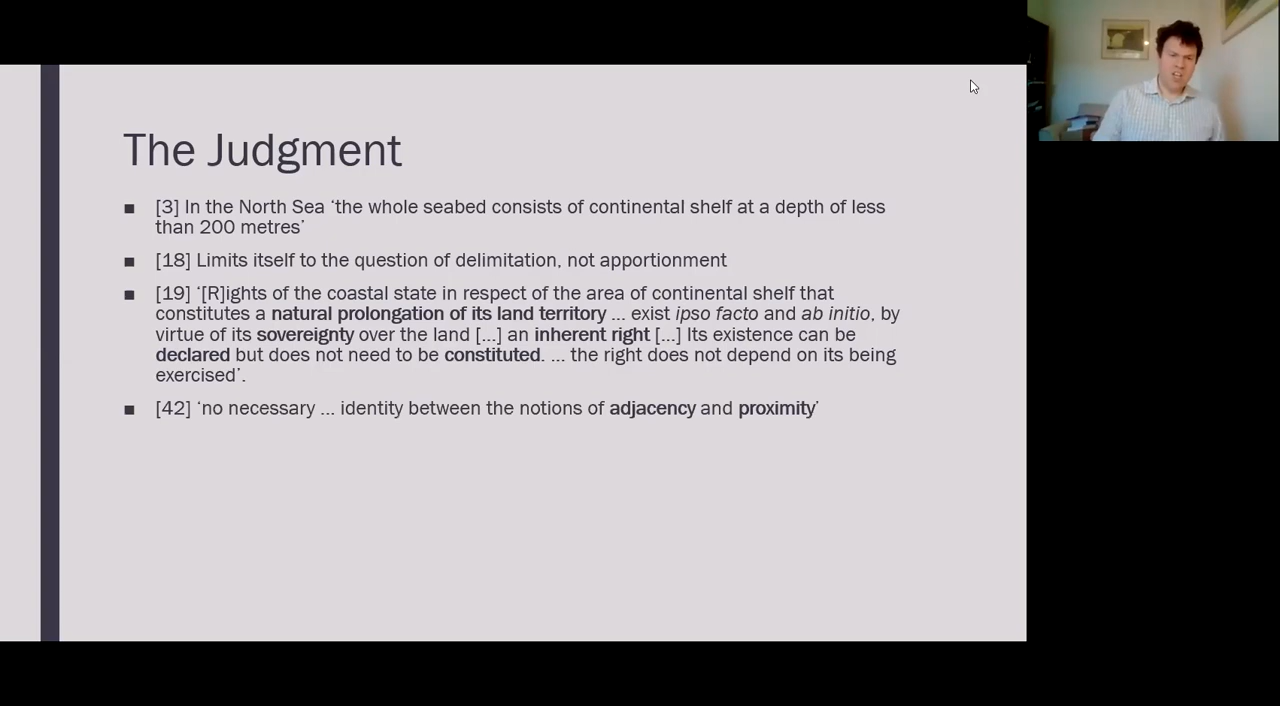 The Judgment
■ [3] In the North Sea ‘the whole seabed consists of continental shelf at a depth of less
than 200 metres’
■ [18] Limits itself to the question of delimitation, not apportionment
■ [19] ‘[R]ights of the coastal state in respect of the area of continental shelf that
constitutes a natural prolongation of its land territory ... exist ipso facto and ab initio, by
virtue of its sovereignty over the land [...] an inherent right [...] Its existence can be
declared but does not need to be constituted. ... the right does not depend on its being
exercised’.
■ [42] ‘no necessary ... identity between the notions of adjacency and proximity’